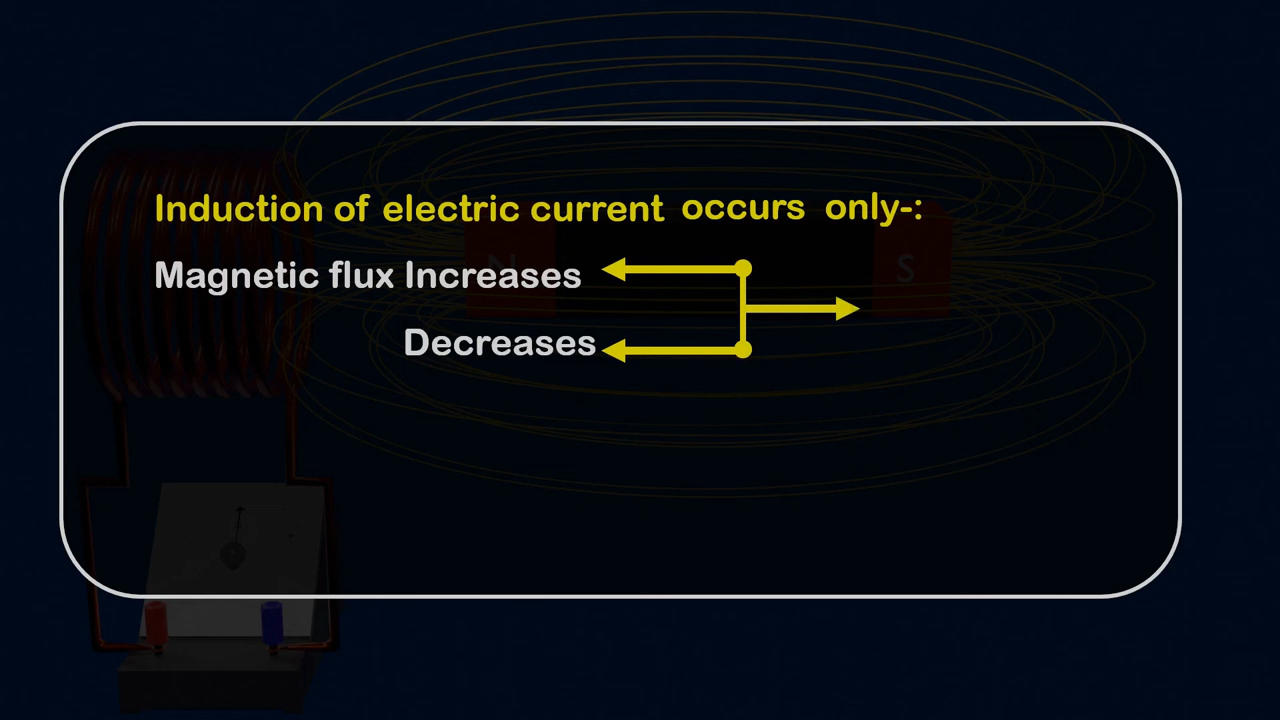 Induction of electric current occurs only-:
Magnetic flux Increases
Decreases
N
S